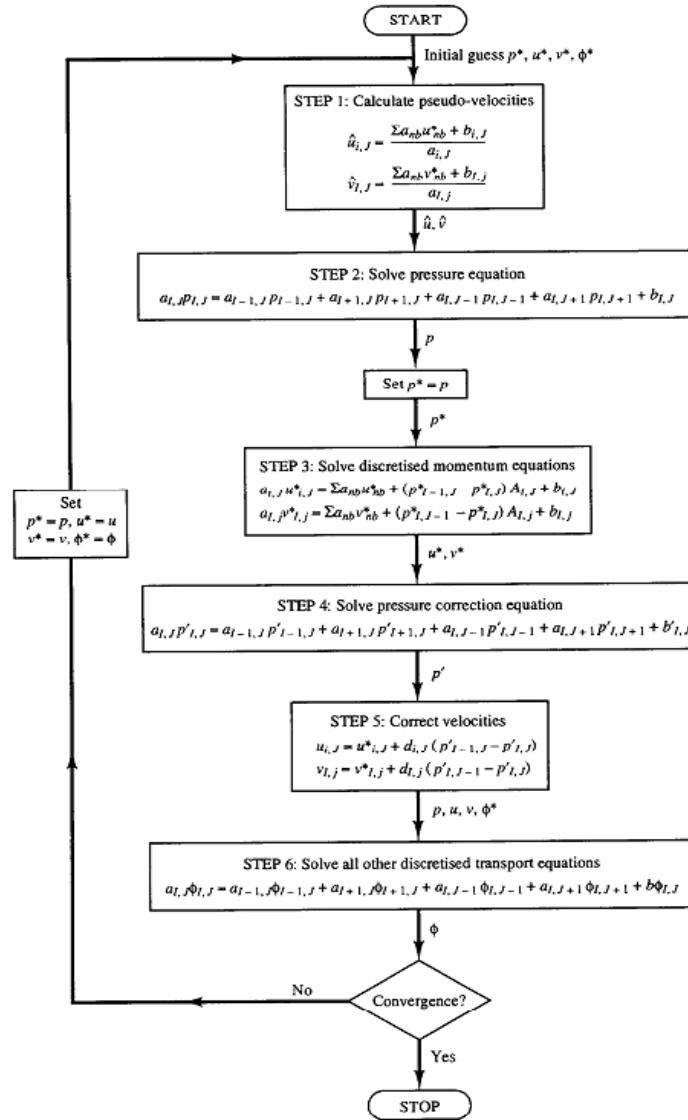 START
Initial guess p*, u*, v*, ϕ*
STEP 1: Calculate pseudo-velocities
û_{i, J} = (Σa_{nb}u*_{nb} + b_{i, J}) / a_{i, J}
v̂_{I, J} = (Σa_{nb}v*_{nb} + b_{I, j}) / a_{I, j}
û, v̂
STEP 2: Solve pressure equation
a_{I, J}p_{I, J} = a_{I–1, J} p_{I–1, J} + a_{I+1, J} p_{I+1, J} + a_{I, J–1} p_{I, J–1} + a_{I, J+1} p_{I, J+1} + b_{I, J}
p
Set p* = p
p*
STEP 3: Solve discretised momentum equations
a_{i, J} u*_{i, J} = Σa_{nb}u*_{nb} + (p*_{I–1, J} p*_{I, J}) A_{i, J} + b_{i, J}
a_{I, j}v*_{I, j} = Σa_{nb}v*_{nb} + (p*_{I, J–1} – p*_{I, J}) A_{I, j} + b_{I, j}
u*, v*
STEP 4: Solve pressure correction equation
a_{I, J} p'_{I, J} = a_{I–1, J} p'_{I–1, J} + a_{I+1, J} p'_{I+1, J} + a_{I, J–1} p'_{I, J–1} + a_{I, J+1} p'_{I, J+1} + b'_{I, J}
p'
STEP 5: Correct velocities
u_{i, J} = u*_{i, J} + d_{i, J} (p'_{I–1, J} – p'_{I, J})
v_{I, j} = v*_{I, j} + d_{I, j} (p'_{I, J–1} – p'_{I, J})
p, u, v, ϕ*
STEP 6: Solve all other discretised transport equations
a_{I, J}ϕ_{I, J} = a_{I–1, J}ϕ_{I–1, J} + a_{I+1, J}ϕ_{I+1, J} + a_{I, J–1} ϕ_{I, J–1} + a_{I, J+1} ϕ_{I, J+1} + bϕ_{I, J}
ϕ
Convergence?
No
Set
p* = p, u* = u
v* = v, ϕ* = ϕ
Yes
STOP